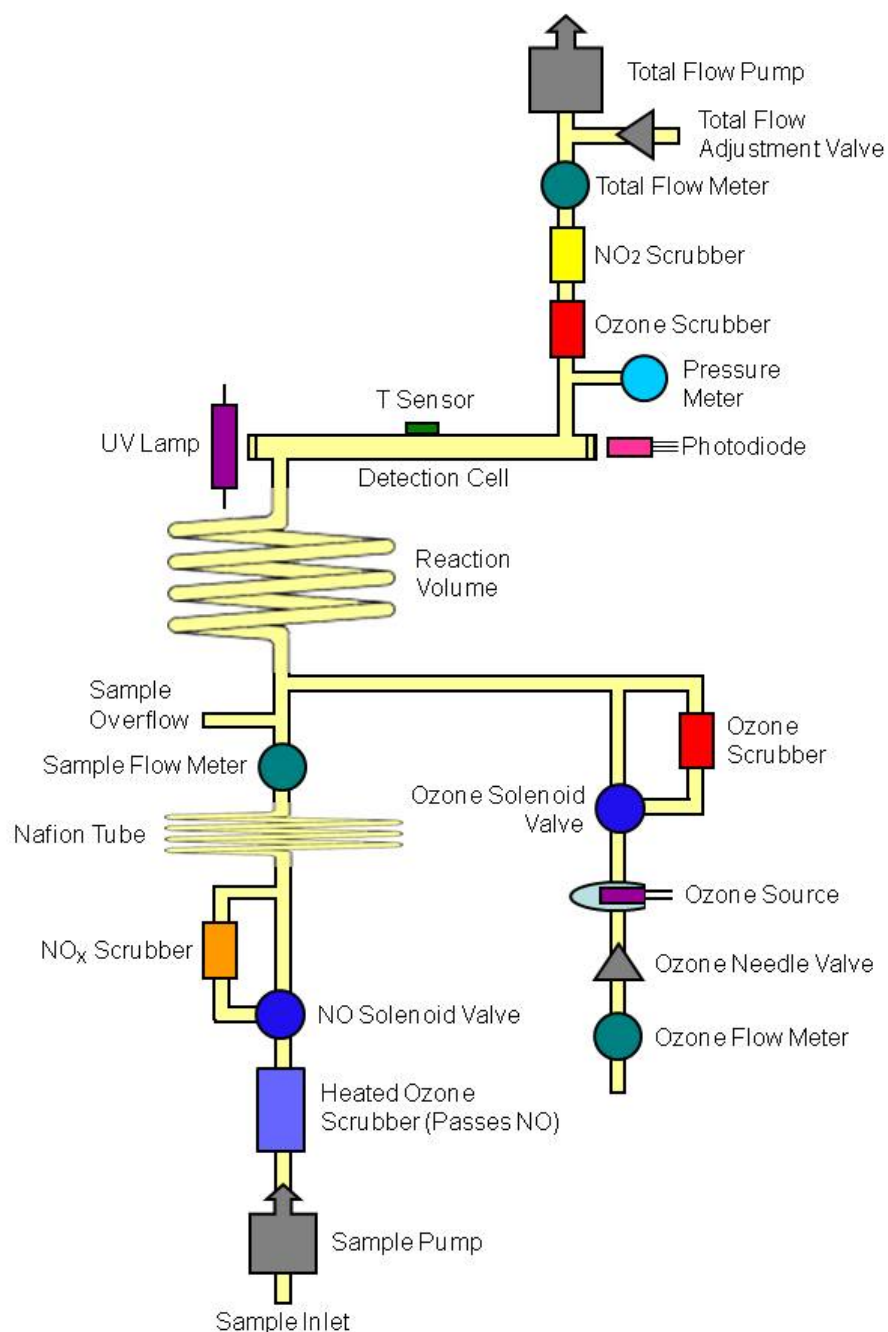 Total Flow Pump
Total Flow
Adjustment Valve
Total Flow Meter
NO₂ Scrubber
Ozone Scrubber
Pressure
Meter
T Sensor
UV Lamp
Photodiode
Detection Cell
Reaction
Volume
Sample
Overflow
Ozone
Scrubber
Sample Flow Meter
Ozone Solenoid
Valve
Nafion Tube
Ozone Source
NOX Scrubber
Ozone Needle Valve
NO Solenoid Valve
Ozone Flow Meter
Heated Ozone
Scrubber (Passes NO)
Sample Pump
Sample Inlet